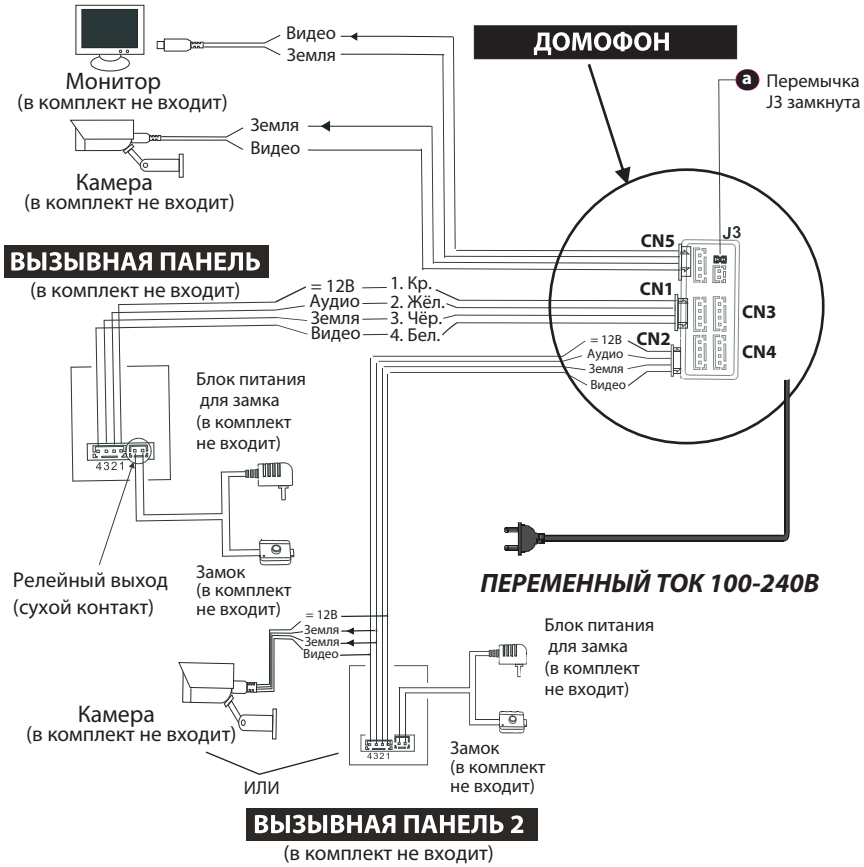 Видео
Земля
ДОМОФОН
Монитор
(в комплект не входит)
a Перемычка
J3 замкнута
Земля
Видео
Камера
(в комплект не входит)
CN5
J3
ВЫЗЫВНАЯ ПАНЕЛЬ
(в комплект не входит)
CN1
= 12В 1. Кр.
Аудио 2. Жёл.
Земля 3. Чёр.
Видео 4. Бел.
CN3
CN2
CN4
= 12В
Аудио
Земля
Видео
Блок питания
для замка
(в комплект
не входит)
4321
Релейный выход
(сухой контакт)
Замок
(в комплект
не входит)
ПЕРЕМЕННЫЙ ТОК 100-240В
= 12В
Земля
Земля
Видео
Блок питания
для замка
(в комплект
не входит)
Камера
(в комплект не входит)
4321
Замок
(в комплект
не входит)
ИЛИ
ВЫЗЫВНАЯ ПАНЕЛЬ 2
(в комплект не входит)